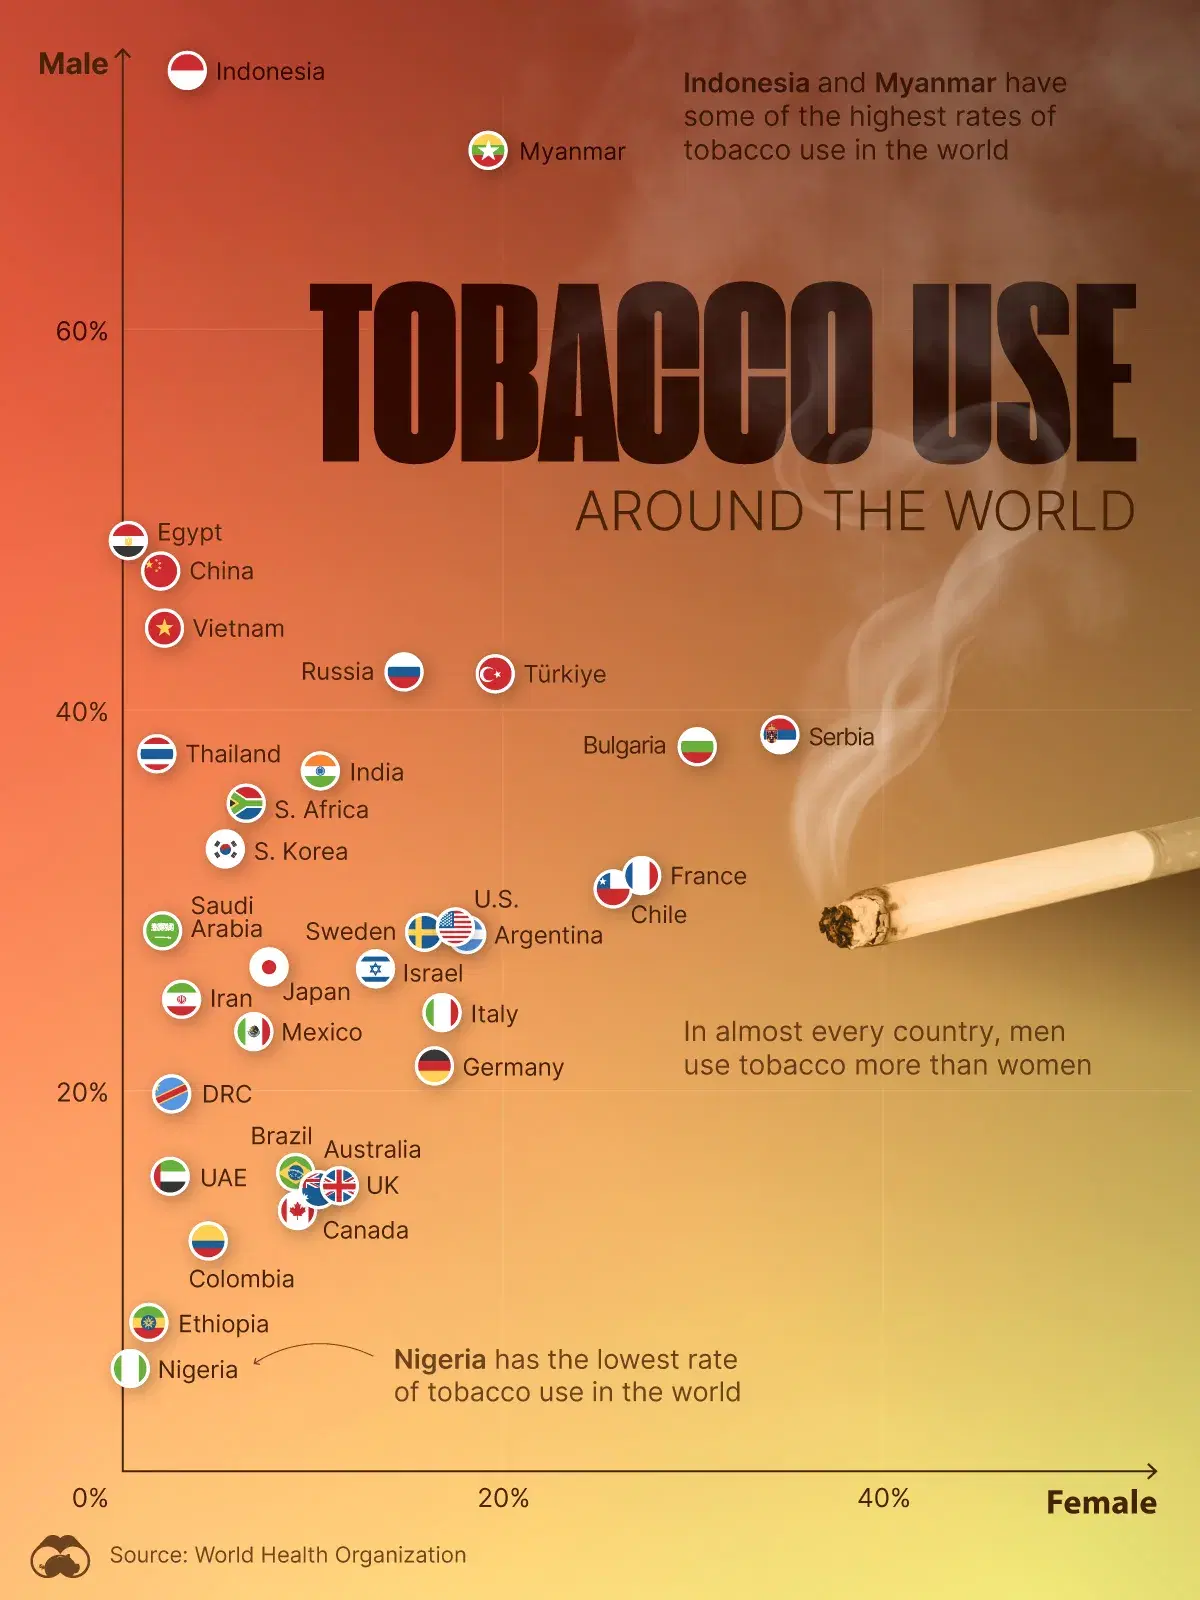 Male
Indonesia
Indonesia and Myanmar have
some of the highest rates of
tobacco use in the world
Myanmar
TOBACCO USE
AROUND THE WORLD
60%
Egypt
China
Vietnam
Russia
Türkiye
40%
Bulgaria
Serbia
Thailand
India
S. Africa
S. Korea
France
Chile
Saudi
Arabia
U.S.
Sweden
Argentina
Israel
Japan
Iran
Italy
Mexico
In almost every country, men
use tobacco more than women
Germany
20%
DRC
Brazil
Australia
UAE
UK
Canada
Colombia
Ethiopia
Nigeria
Nigeria has the lowest rate
of tobacco use in the world
0%
20%
40%
Female
Source: World Health Organization